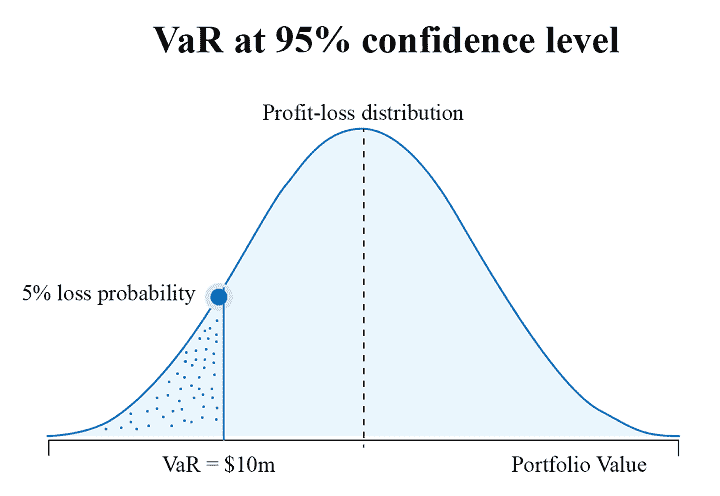 VaR at 95% confidence level
Profit-loss distribution
5% loss probability
VaR = $10m
Portfolio Value